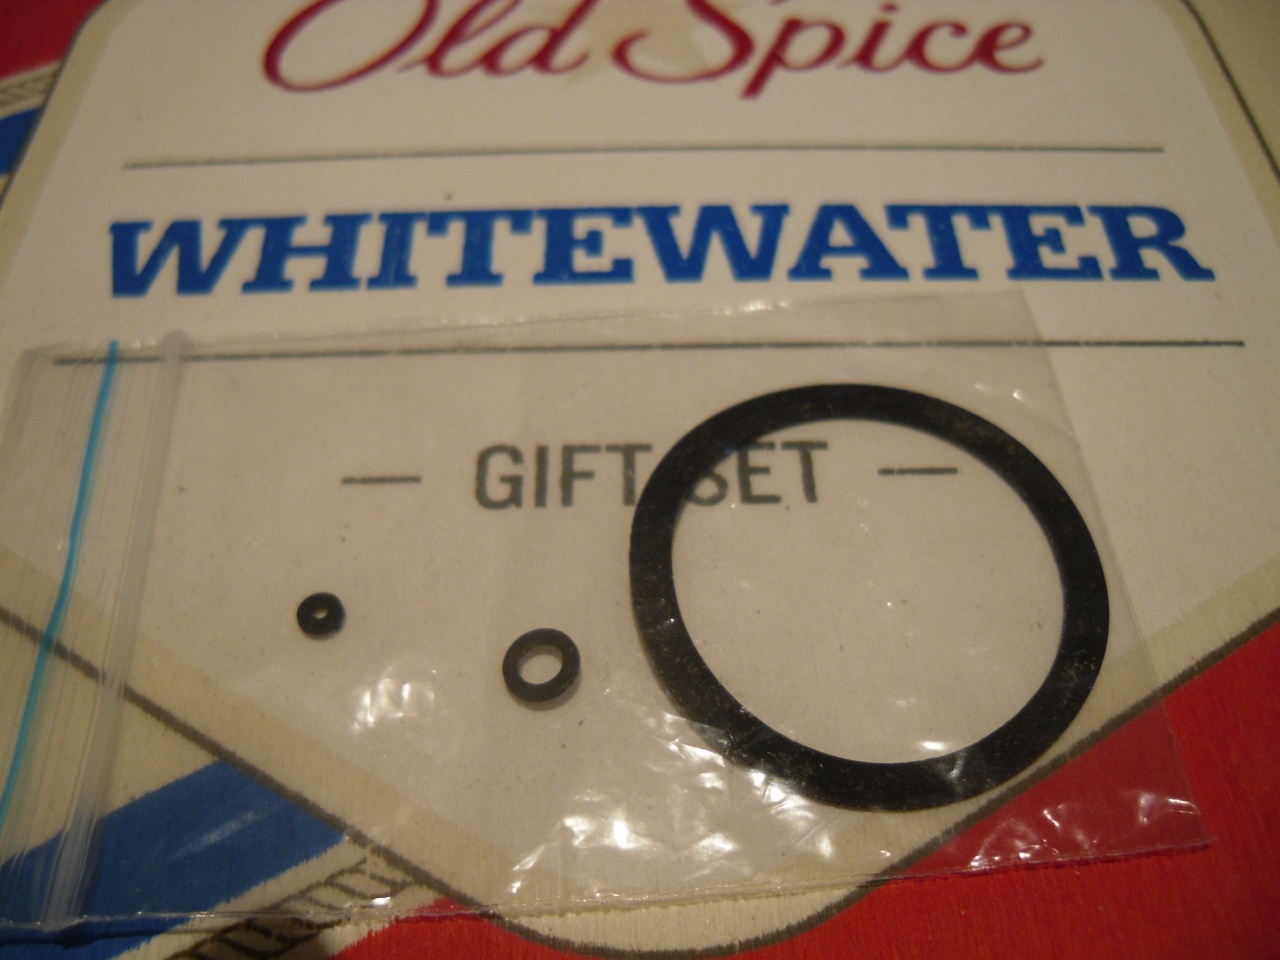 Old Spice
WHITEWATER
— GIFT SET —